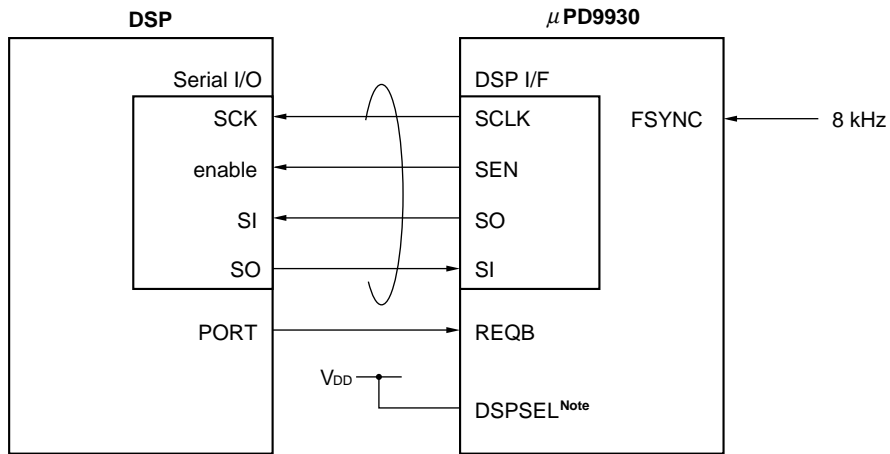 DSP
μPD9930
Serial I/O
DSP I/F
SCK
SCLK
FSYNC
8 kHz
enable
SEN
SI
SO
SO
SI
PORT
REQB
VDD
DSPSEL Note